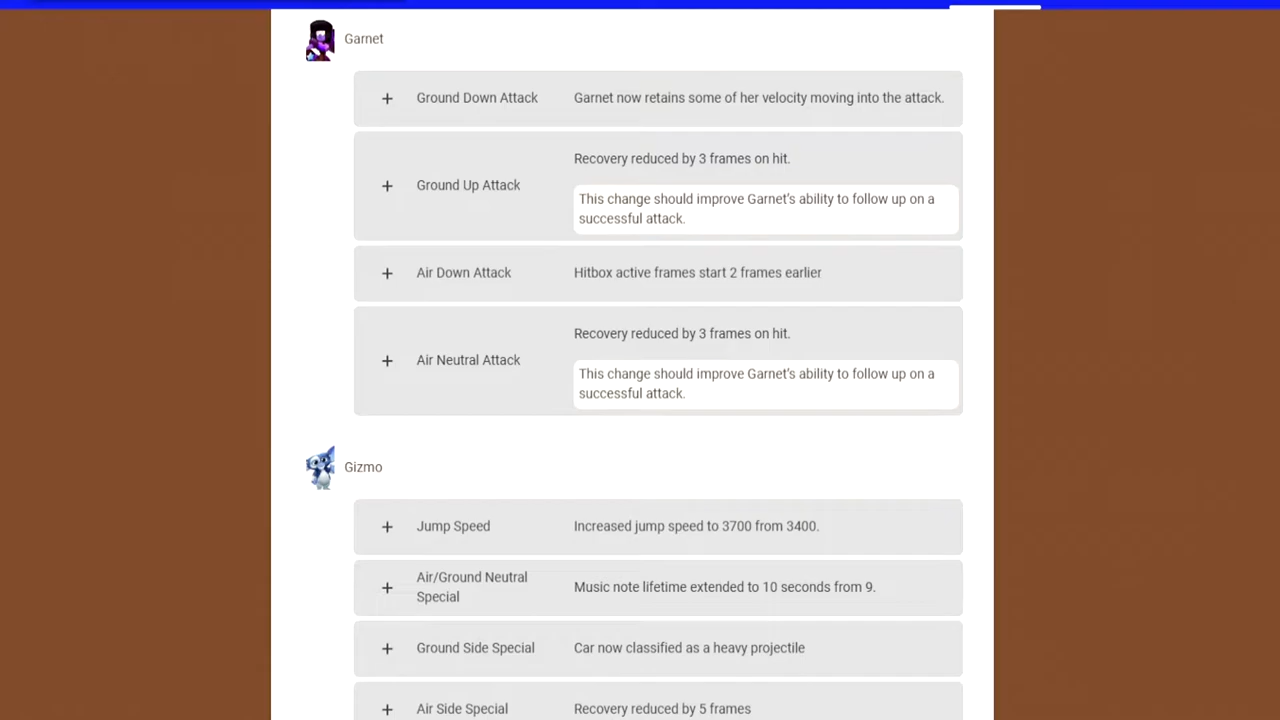 Garnet
+ Ground Down Attack Garnet now retains some of her velocity moving into the attack.
Recovery reduced by 3 frames on hit.
+ Ground Up Attack
This change should improve Garnet's ability to follow up on a
successful attack.
+ Air Down Attack Hitbox active frames start 2 frames earlier
Recovery reduced by 3 frames on hit.
+ Air Neutral Attack
This change should improve Garnet's ability to follow up on a
successful attack.
Gizmo
+ Jump Speed Increased jump speed to 3700 from 3400.
+ Air/Ground Neutral
Special
Music note lifetime extended to 10 seconds from 9.
+ Ground Side Special Car now classified as a heavy projectile
+ Air Side Special Recovery reduced by 5 frames